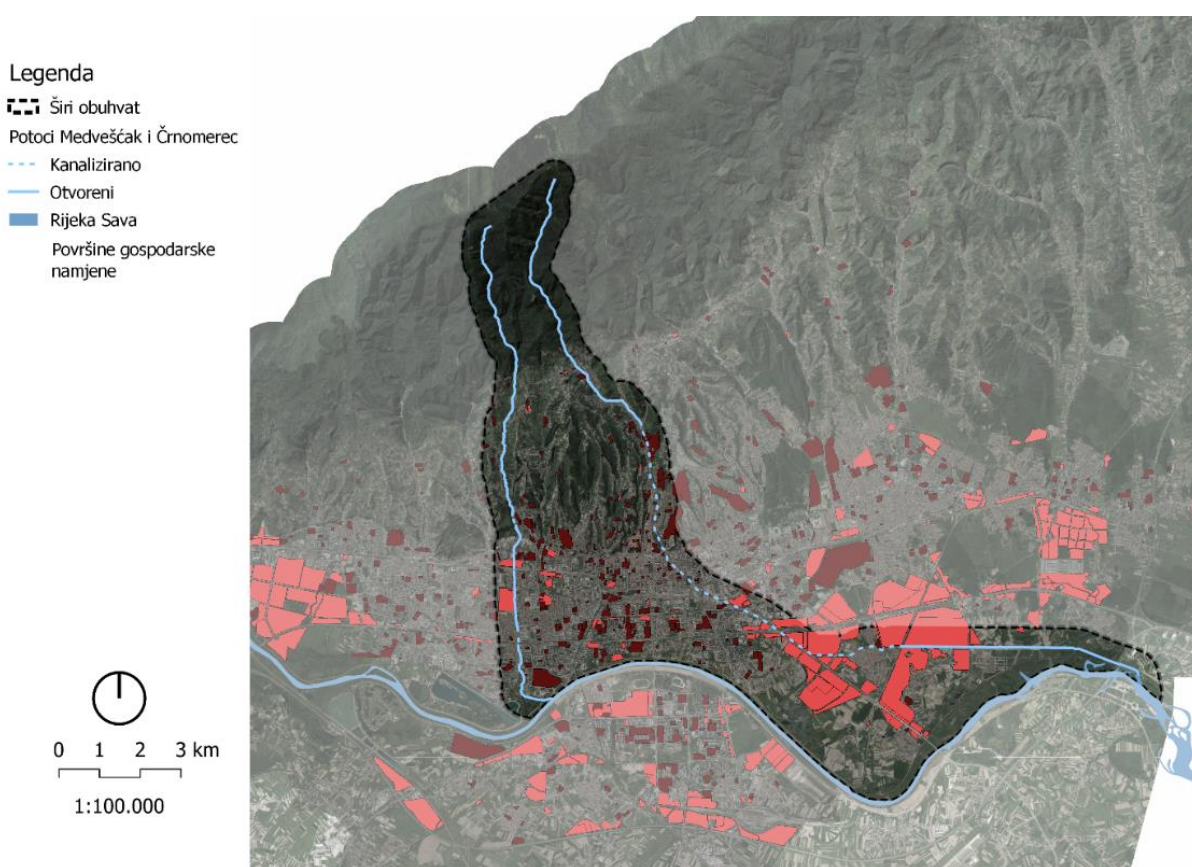 Legenda
Širi obuhvat
Potoci Medvešćak i Črnomerec
Kanalizirano
Otvoreni
Rijeka Sava
Površine gospodarske
namjene
0 1 2 3 km
1:100.000